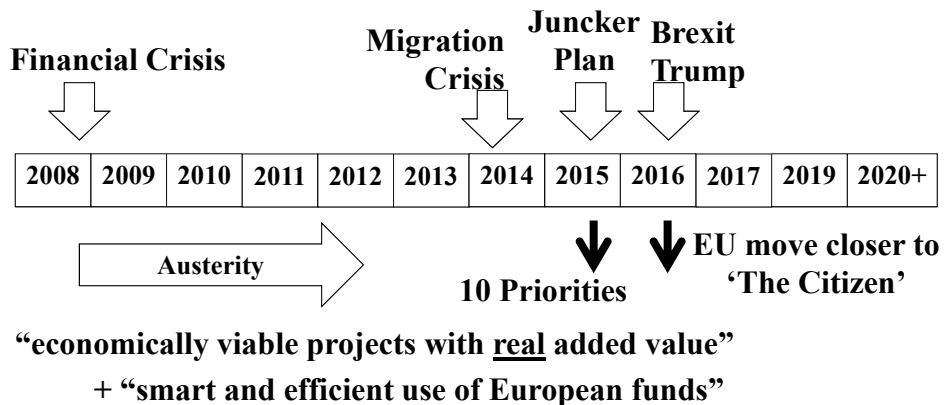 Financial Crisis
Migration
Crisis
Juncker
Plan
Brexit
Trump
2008 2009 2010 2011 2012 2013 2014 2015 2016 2017 2019 2020+
Austerity
10 Priorities
EU move closer to
‘The Citizen’
“economically viable projects with real added value”
+ “smart and efficient use of European funds”